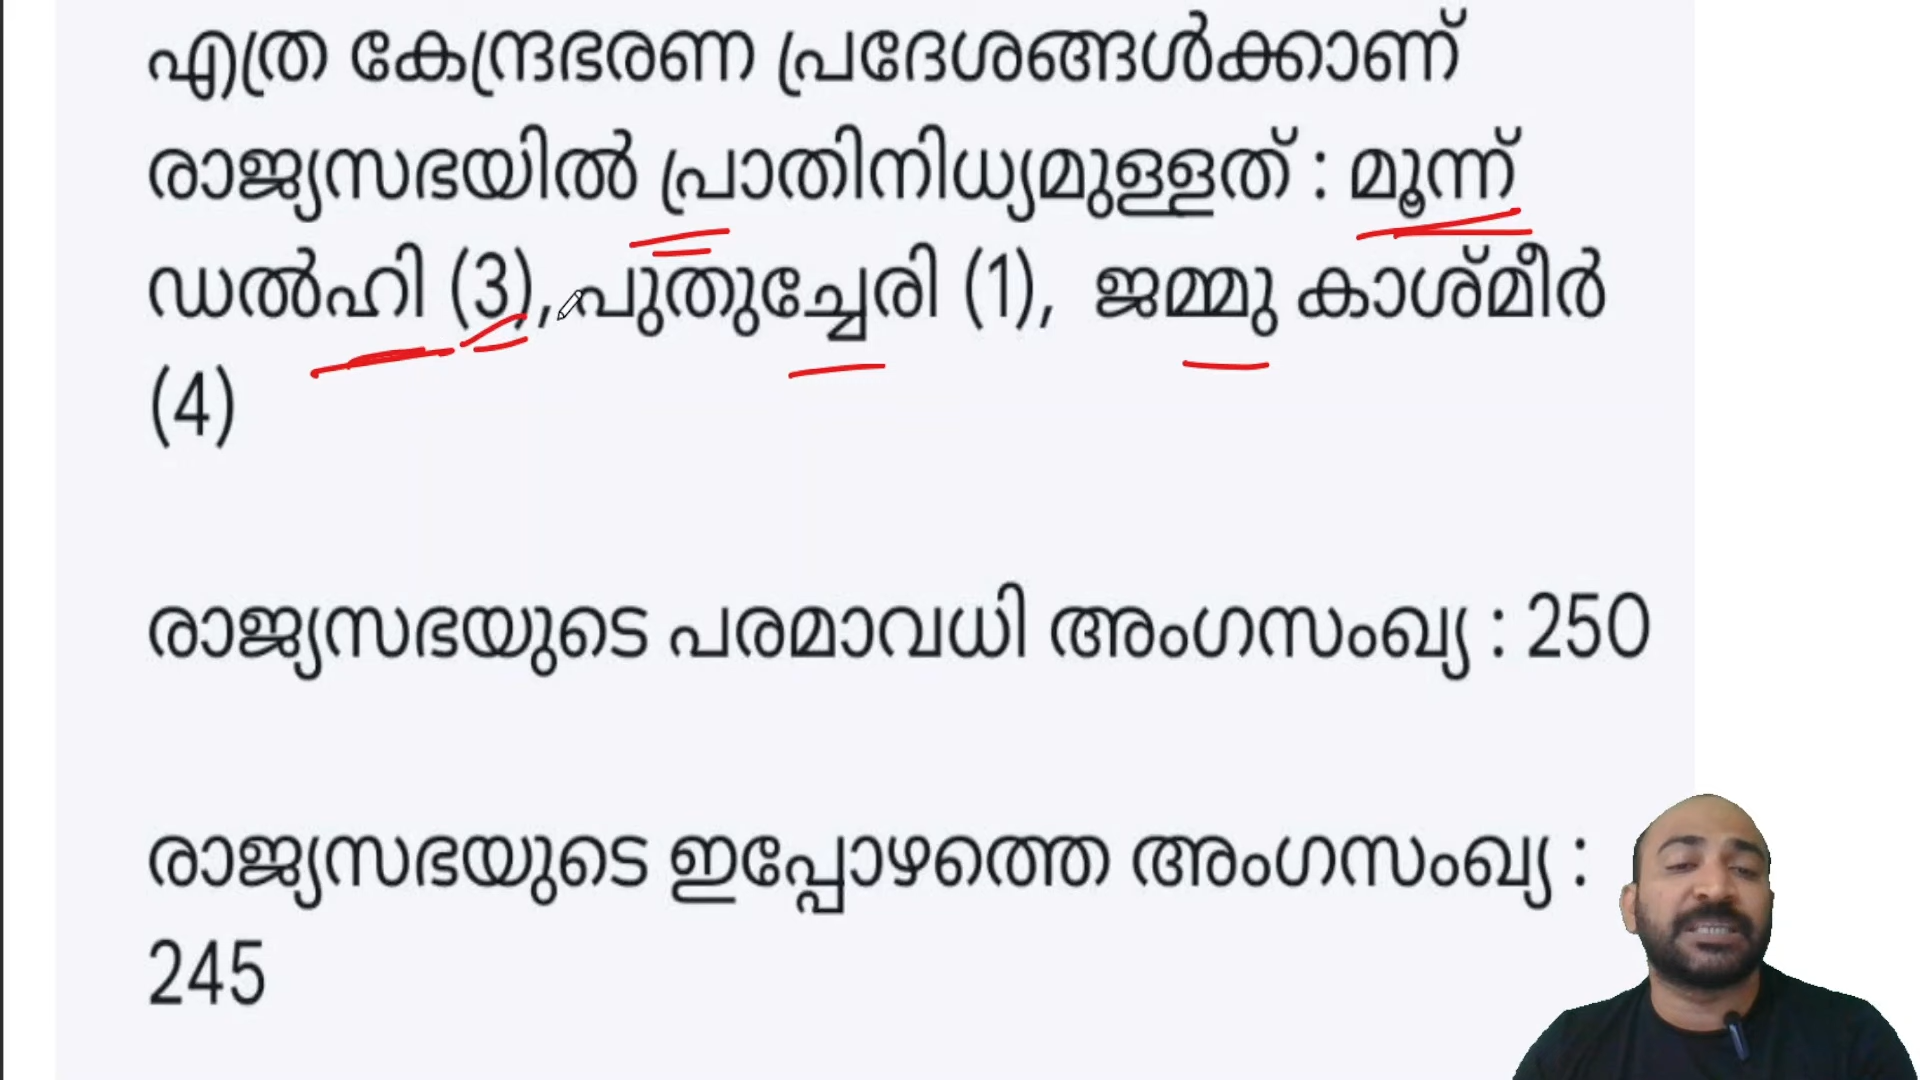 എത്ര കേന്ദ്രഭരണ പ്രദേശങ്ങൾക്കാണ്
രാജ്യസഭയിൽ പ്രാതിനിധ്യമുള്ളത് : മൂന്ന്
ഡൽഹി (3), പുതുച്ചേരി (1), ജമ്മു കാശ്മീർ
(4)
രാജ്യസഭയുടെ പരമാവധി അംഗസംഖ്യ : 250
രാജ്യസഭയുടെ ഇപ്പോഴത്തെ അംഗസംഖ്യ :
245